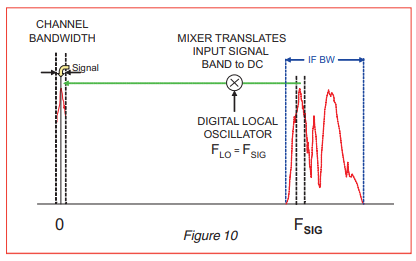 CHANNEL
BANDWIDTH
Signal
MIXER TRANSLATES
INPUT SIGNAL
BAND to DC
IF BW
DIGITAL LOCAL
OSCILLATOR
FLO = FSIG
0
FSIG
Figure 10